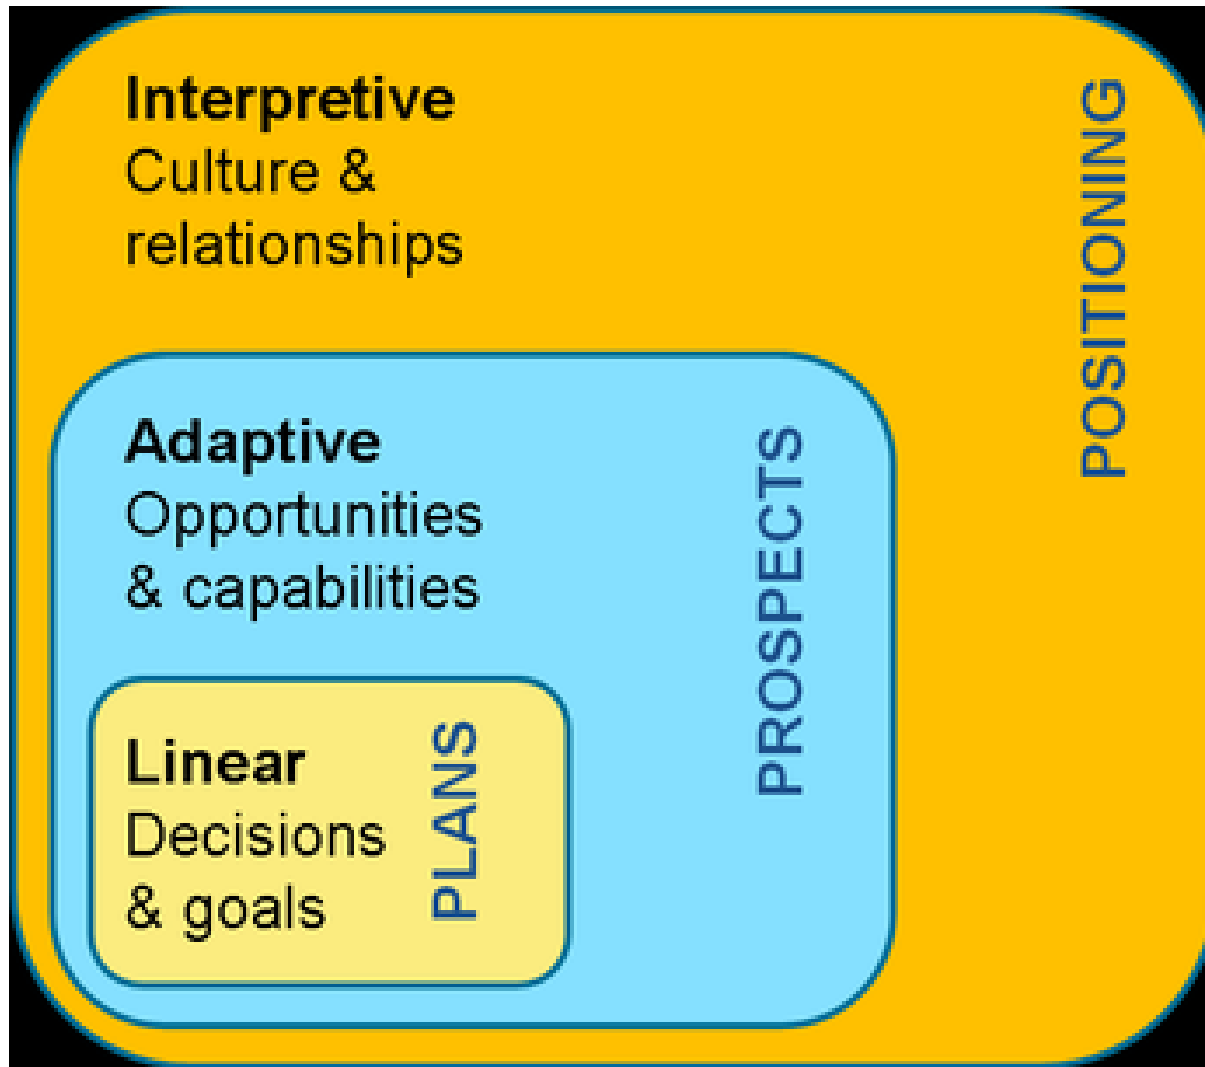 Interpretive
Culture &
relationships
POSITIONING
Adaptive
Opportunities
& capabilities
PROSPECTS
Linear
Decisions
& goals
PLANS